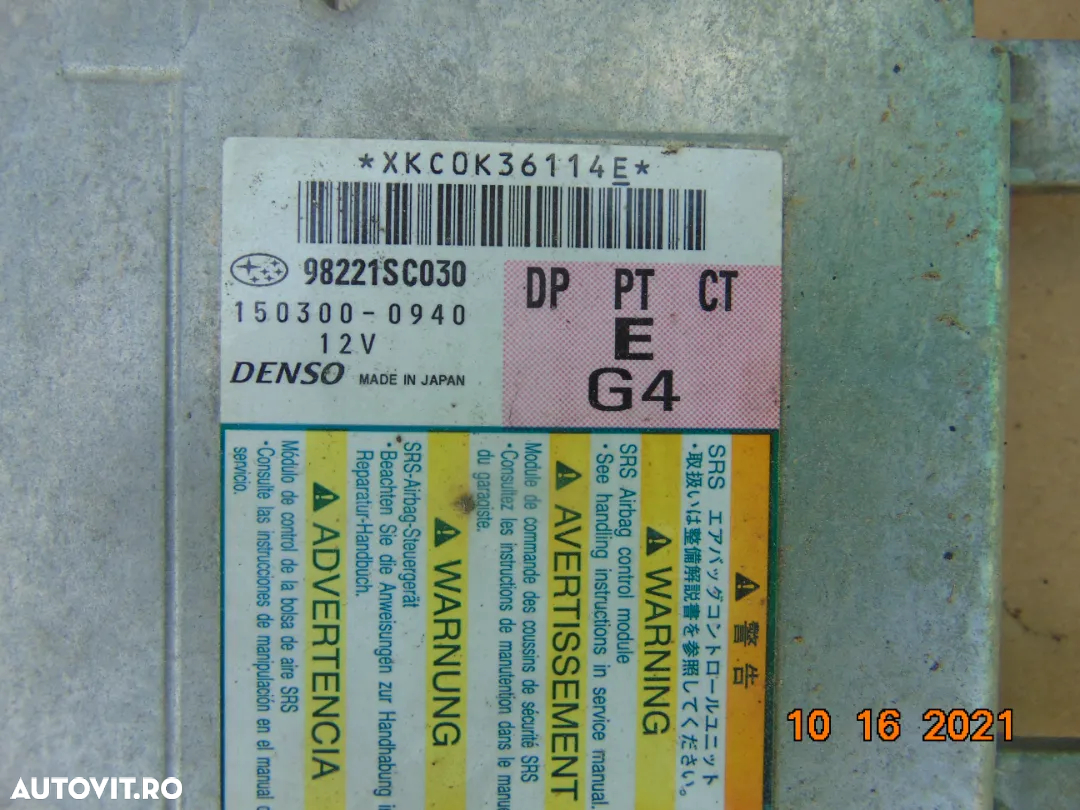 *XKC0K36114E*
98221SC030
150300-0940
12V
DENSO MADE IN JAPAN
DP PT CT
E
G4
警告
SRS エアバッグコントロールユニット
・取扱いは整備解説書を参照してください。
WARNING
SRS Airbag control module
・See handling instructions in service manual.
AVERTISSEMENT
Module de commande des coussins de sécurité SRS
・Consultez les instructions de manutention dans le
du garagiste.
WARNUNG
SRS-Airbag-Steuergerät
・Beachten Sie die Anweisungen zur Handhabung
Reparatur-Handbuch.
ADVERTENCIA
Módulo de control de la bolsa de aire SRS
・Consulte las instrucciones de manipulación en el manual
servicio.
10 16 2021
AUTOVIT.RO